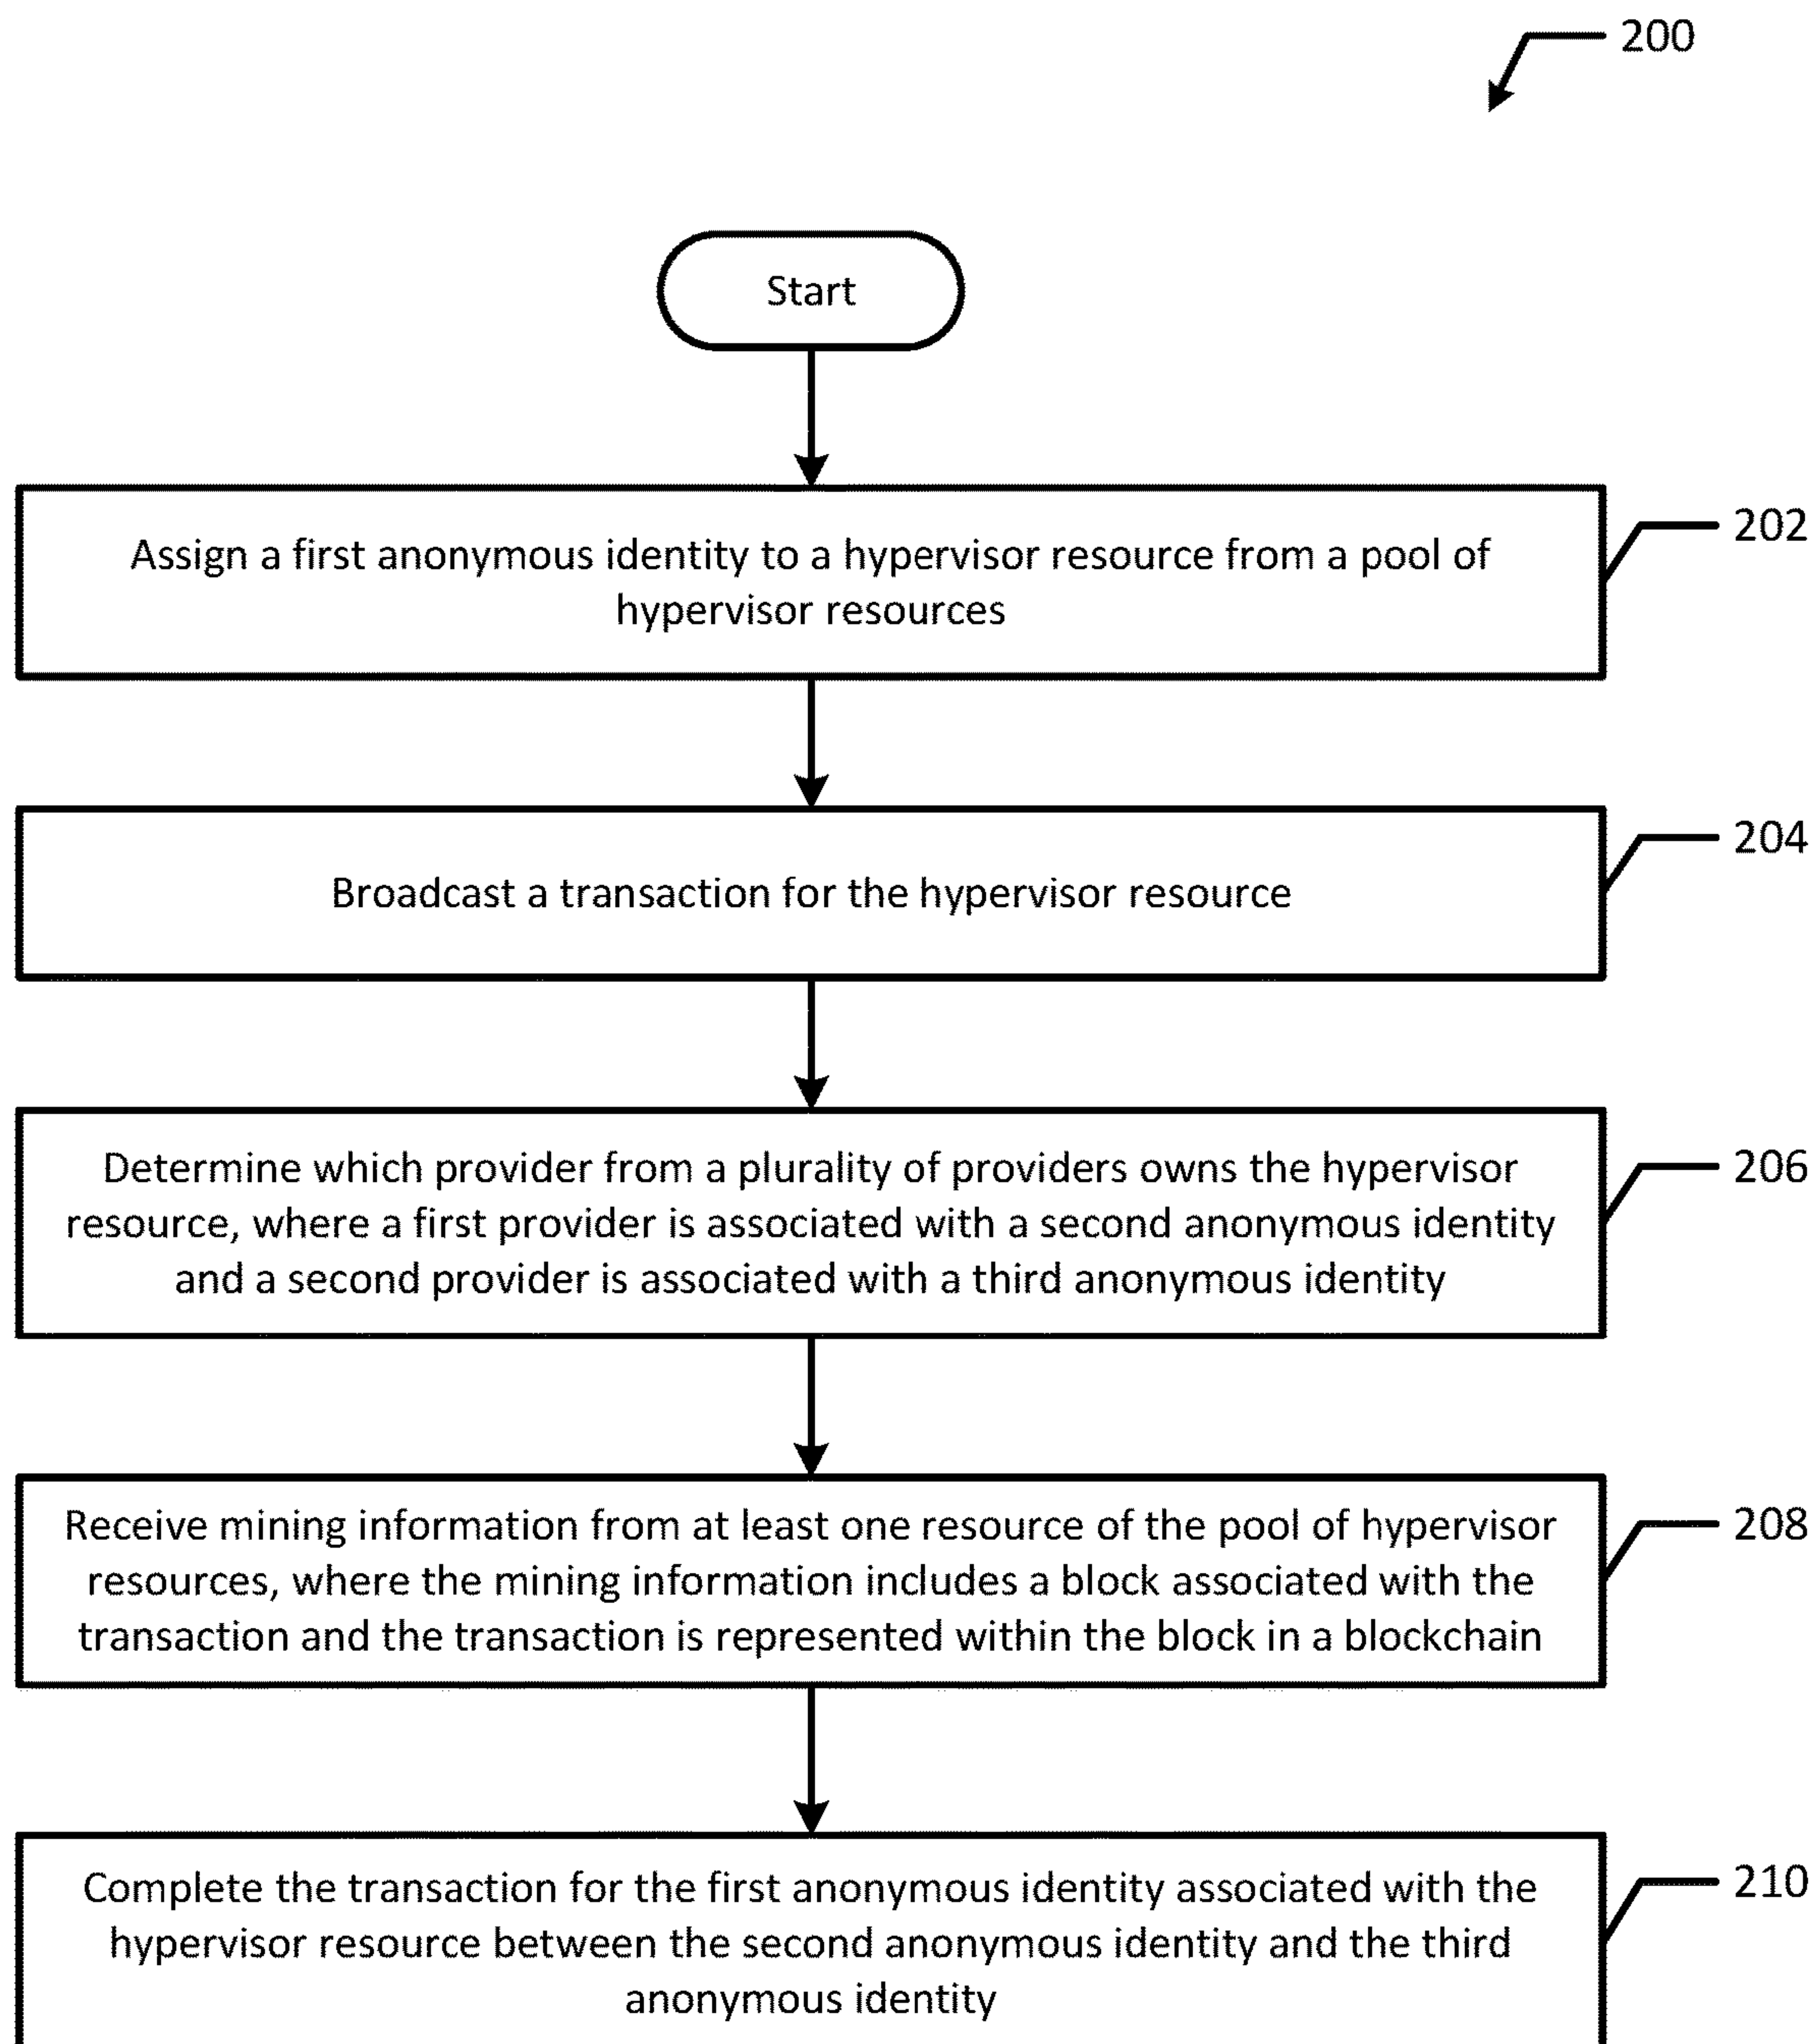 200
Start
Assign a first anonymous identity to a hypervisor resource from a pool of
hypervisor resources
202
Broadcast a transaction for the hypervisor resource
204
Determine which provider from a plurality of providers owns the hypervisor
resource, where a first provider is associated with a second anonymous identity
and a second provider is associated with a third anonymous identity
206
Receive mining information from at least one resource of the pool of hypervisor
resources, where the mining information includes a block associated with the
transaction and the transaction is represented within the block in a blockchain
208
Complete the transaction for the first anonymous identity associated with the
hypervisor resource between the second anonymous identity and the third
anonymous identity
210